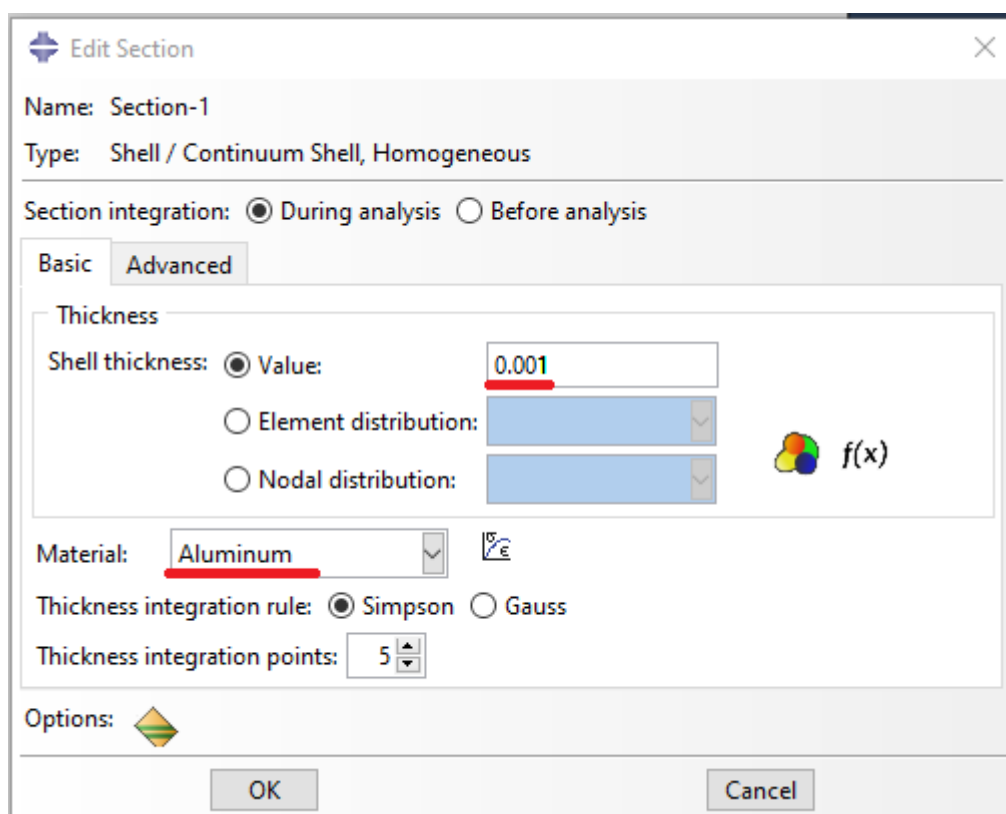 Edit Section
Name: Section-1
Type: Shell / Continuum Shell, Homogeneous
Section integration: During analysis Before analysis
Basic Advanced
Thickness
Shell thickness: Value: 0.001
Element distribution:
f(x)
Nodal distribution:
Material: Aluminum σ ε
Thickness integration rule: Simpson Gauss
Thickness integration points: 5
Options:
OK Cancel